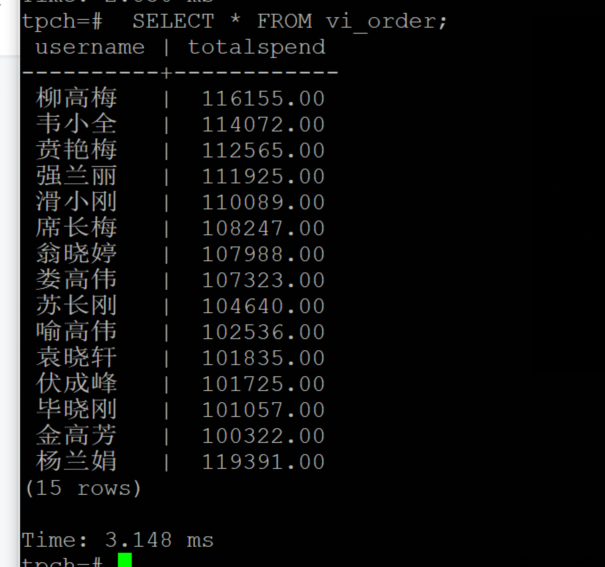 tpch=#  SELECT * FROM vi_order;
 username | totalspend
----------+------------
 柳高梅   |  116155.00
 韦小全   |  114072.00
 贲艳梅   |  112565.00
 强兰丽   |  111925.00
 滑小刚   |  110089.00
 席长梅   |  108247.00
 翁晓婷   |  107988.00
 娄高伟   |  107323.00
 苏长刚   |  104640.00
 喻高伟   |  102536.00
 袁晓轩   |  101835.00
 伏成峰   |  101725.00
 毕晓刚   |  101057.00
 金高芳   |  100322.00
 杨兰娟   |  119391.00
(15 rows)
Time: 3.148 ms
tpch=#